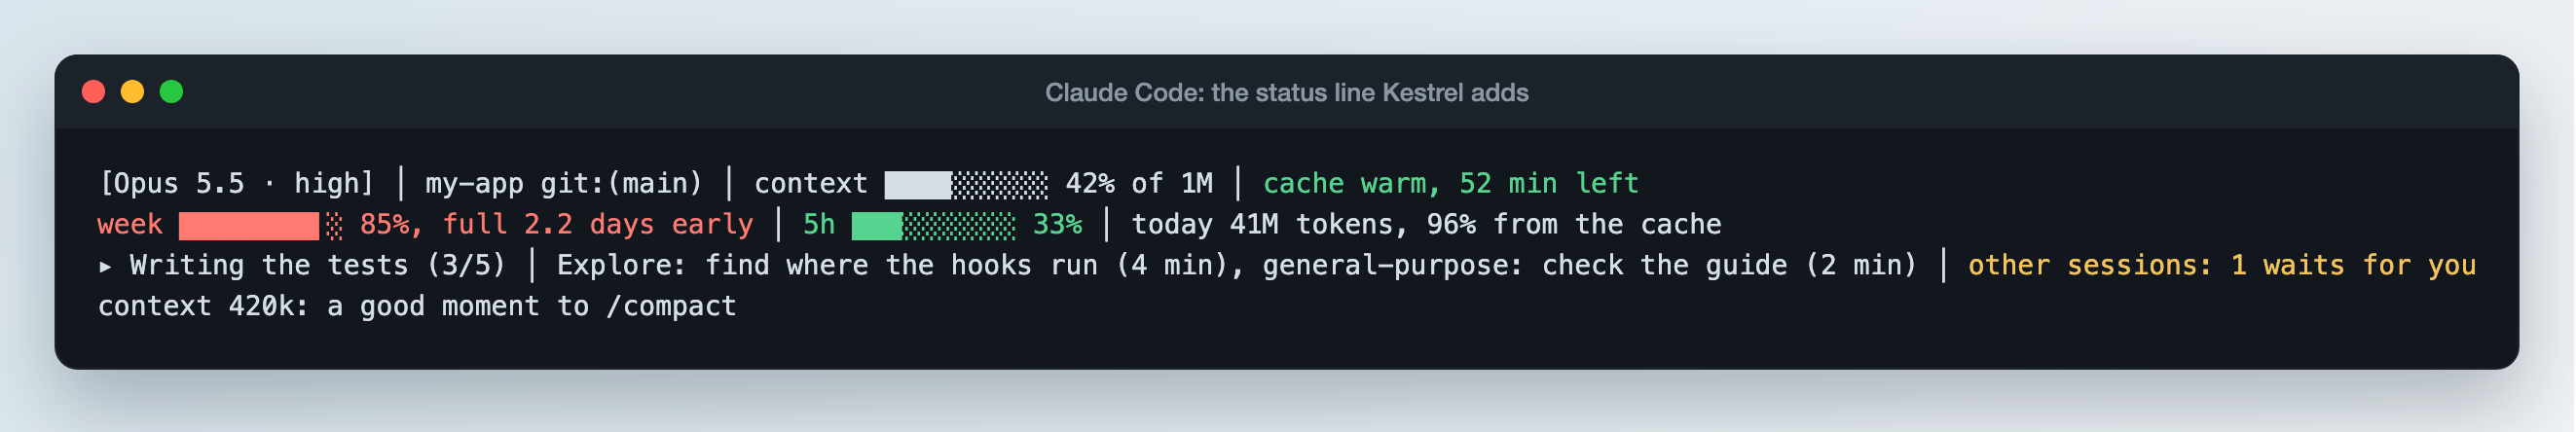 Claude Code: the status line Kestrel adds
[Opus 5.5 · high] │ my-app git:(main) │ context ████░░░░░░ 42% of 1M │ cache warm, 52 min left
week █████████░ 85%, full 2.2 days early │ 5h ███░░░░░░░ 33% │ today 41M tokens, 96% from the cache
▸ Writing the tests (3/5) │ Explore: find where the hooks run (4 min), general-purpose: check the guide (2 min) │ other sessions: 1 waits for you
context 420k: a good moment to /compact